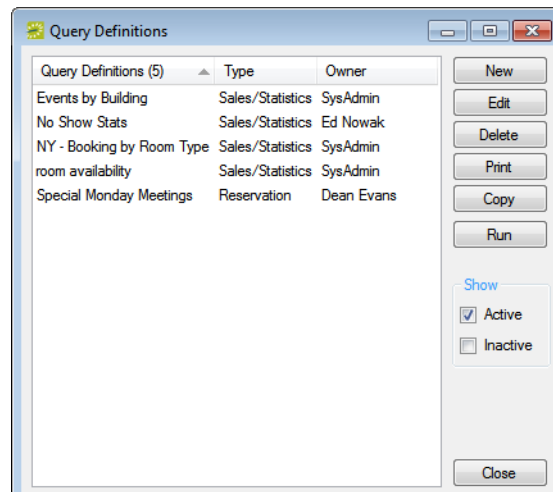 Query Definitions
Query Definitions (5) Type Owner
Events by Building Sales/Statistics SysAdmin
No Show Stats Sales/Statistics Ed Nowak
NY - Booking by Room Type Sales/Statistics SysAdmin
room availability Sales/Statistics SysAdmin
Special Monday Meetings Reservation Dean Evans
New
Edit
Delete
Print
Copy
Run
Show
Active
Inactive
Close